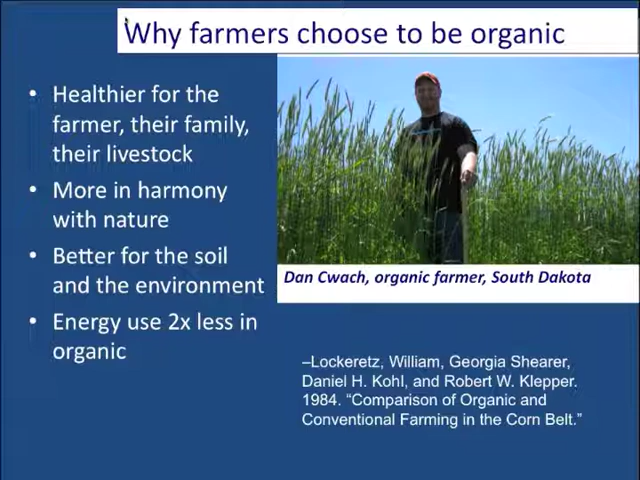 Why farmers choose to be organic
• Healthier for the
farmer, their family,
their livestock
• More in harmony
with nature
• Better for the soil
and the environment
• Energy use 2x less in
organic
Dan Cwach, organic farmer, South Dakota
–Lockeretz, William, Georgia Shearer,
Daniel H. Kohl, and Robert W. Klepper.
1984. “Comparison of Organic and
Conventional Farming in the Corn Belt.”